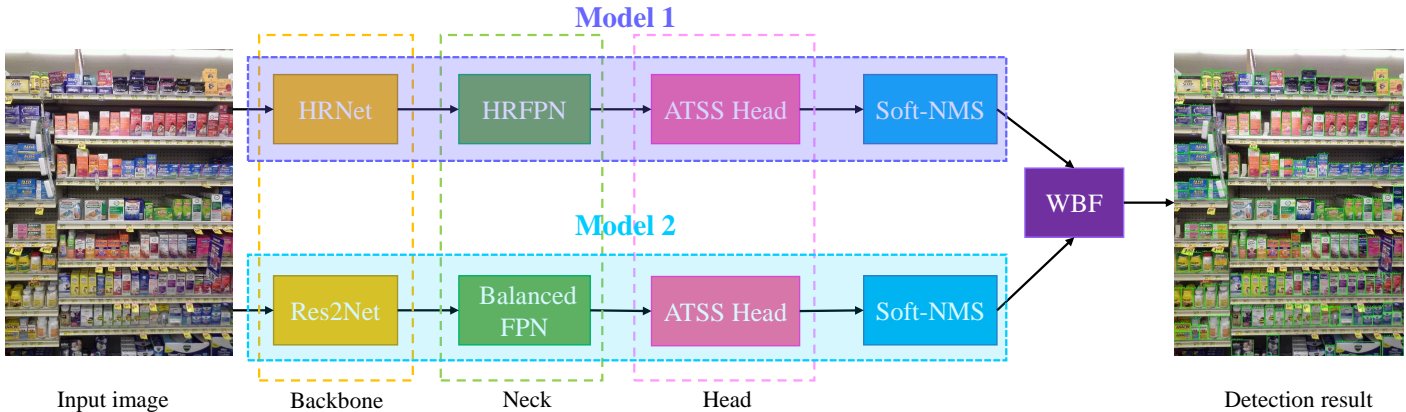 Model 1
HRNet
HRFPN
ATSS Head
Soft-NMS
WBF
Model 2
Res2Net
Balanced
FPN
ATSS Head
Soft-NMS
Input image
Backbone
Neck
Head
Detection result